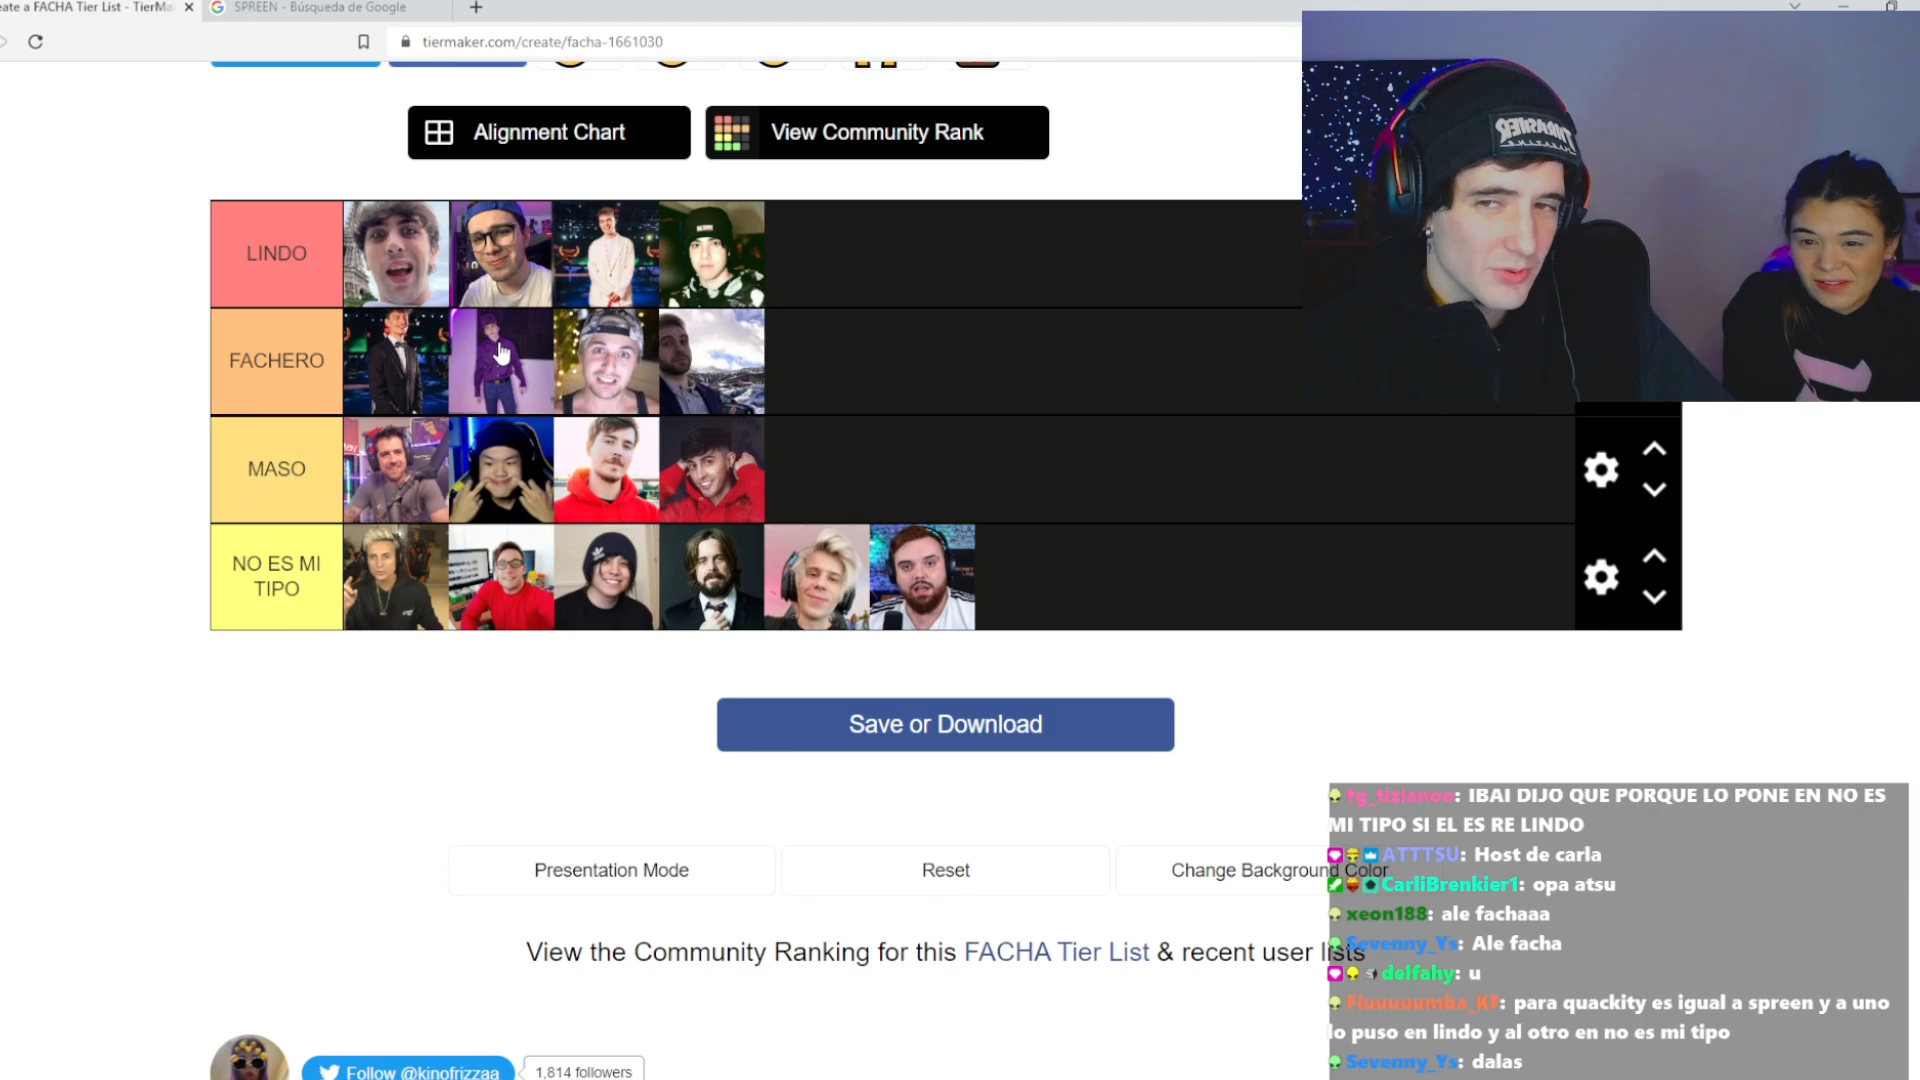 eate a FACHA Tier List - TierMa
SPREEN - Búsqueda de Google
tiermaker.com/create/facha-1661030
Alignment Chart
View Community Rank
THRASHER
LINDO
FACHERO
MASO
NO ES MI
TIPO
Save or Download
Presentation Mode
Reset
Change Background Color
View the Community Ranking for this FACHA Tier List & recent user lists
Follow @kinofrizzaa
1,814 followers
fg_tizianoo: IBAI DIJO QUE PORQUE LO PONE EN NO ES
MI TIPO SI EL ES RE LINDO
ATTTSU: Host de carla
CarliBrenkier1: opa atsu
xeon188: ale fachaaa
Sevenny_Ys: Ale facha
delfahy: u
Fluuuuumba_KF: para quackity es igual a spreen y a uno
lo puso en lindo y al otro en no es mi tipo
Sevenny_Ys: dalas